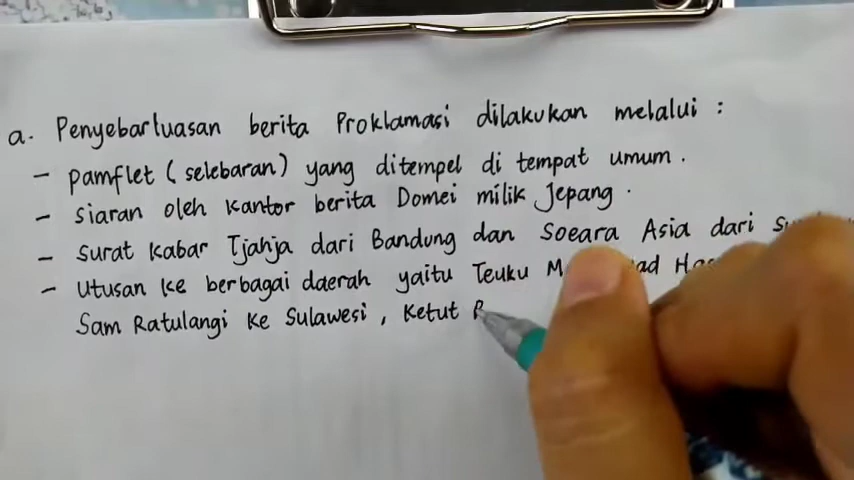 a. Penyebarluasan berita Proklamasi dilakukan melalui :
- pamflet (selebaran) yang ditempel di tempat umum.
- siaran oleh kantor berita Domei milik Jepang.
- surat kabar Tjahja dari Bandung dan Soeara Asia dari
- Utusan ke berbagai daerah yaitu Teuku
Sam Ratulangi ke Sulawesi, Ketut